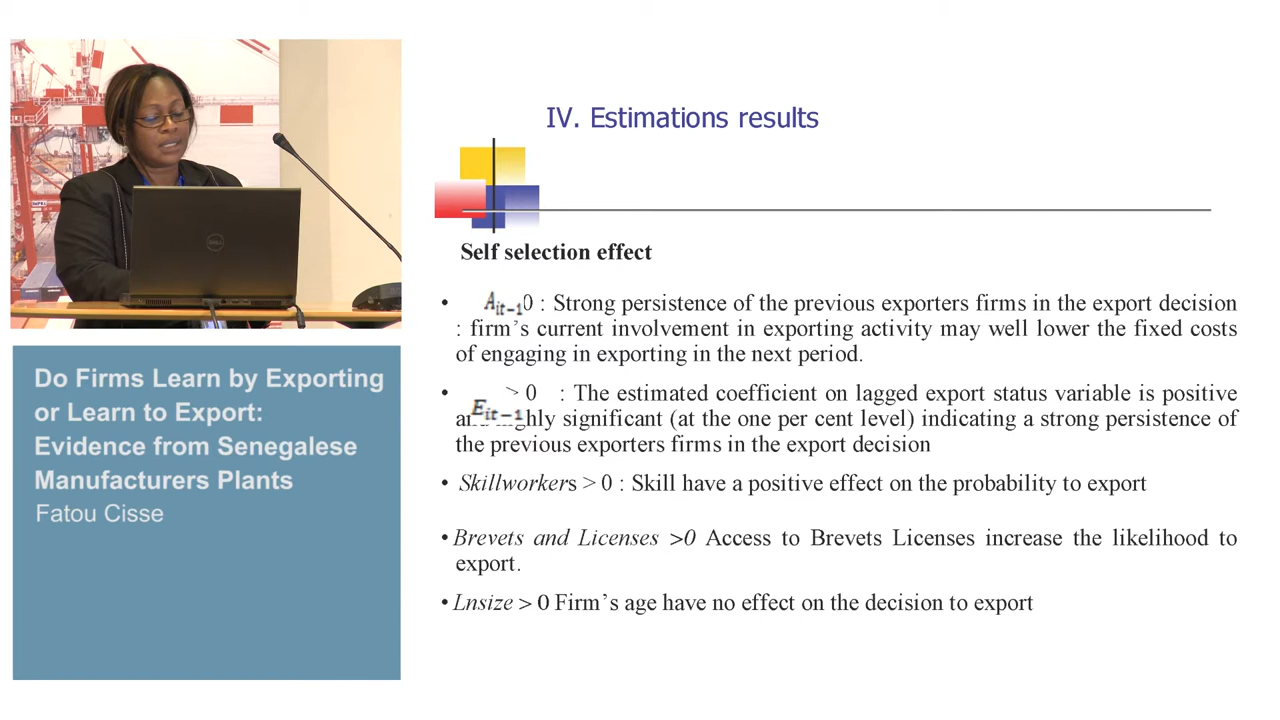 IV. Estimations results
Self selection effect
• A it–1 0 : Strong persistence of the previous exporters firms in the export decision
: firm's current involvement in exporting activity may well lower the fixed costs
of engaging in exporting in the next period.
• E it–1 > 0 : The estimated coefficient on lagged export status variable is positive
significant (at the one per cent level) indicating a strong persistence of
the previous exporters firms in the export decision
• Skillworkers > 0 : Skill have a positive effect on the probability to export
• Brevets and Licenses >0 Access to Brevets Licenses increase the likelihood to
export.
• Lnsize > 0 Firm's age have no effect on the decision to export
Do Firms Learn by Exporting
or Learn to Export:
Evidence from Senegalese
Manufacturers Plants
Fatou Cisse